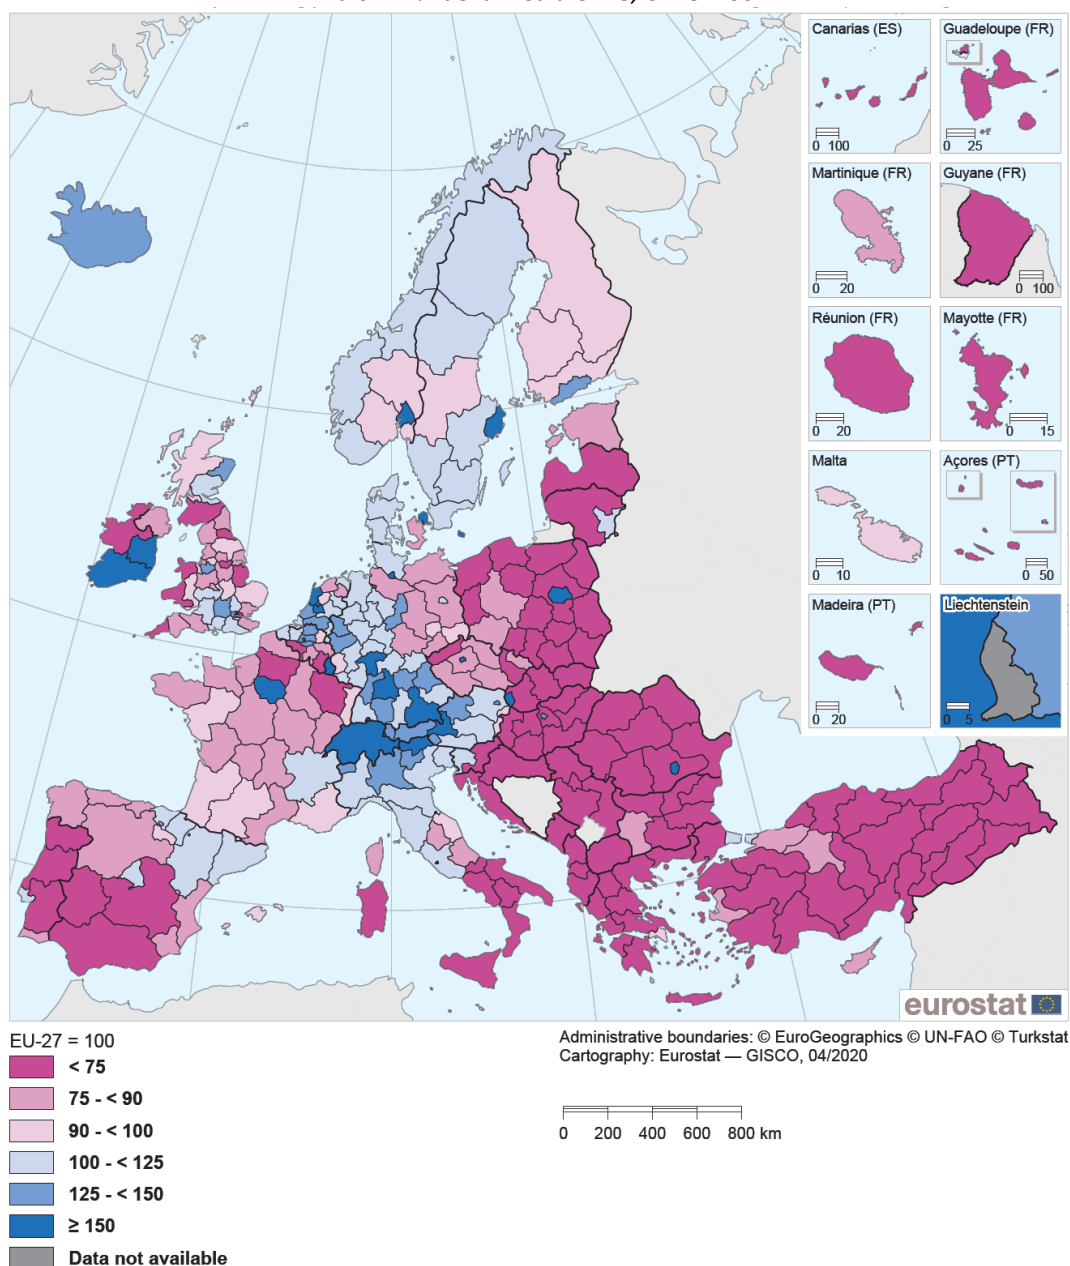 Canarias (ES)
0 100
Guadeloupe (FR)
0 25
Martinique (FR)
0 20
Guyane (FR)
0 100
Réunion (FR)
0 20
Mayotte (FR)
0 15
Malta
0 10
Açores (PT)
0 50
Madeira (PT)
0 20
Liechtenstein
0 5
eurostat
EU-27 = 100
< 75
75 - < 90
90 - < 100
100 - < 125
125 - < 150
≥ 150
Data not available
Administrative boundaries: © EuroGeographics © UN-FAO © Turkstat
Cartography: Eurostat — GISCO, 04/2020
0 200 400 600 800 km